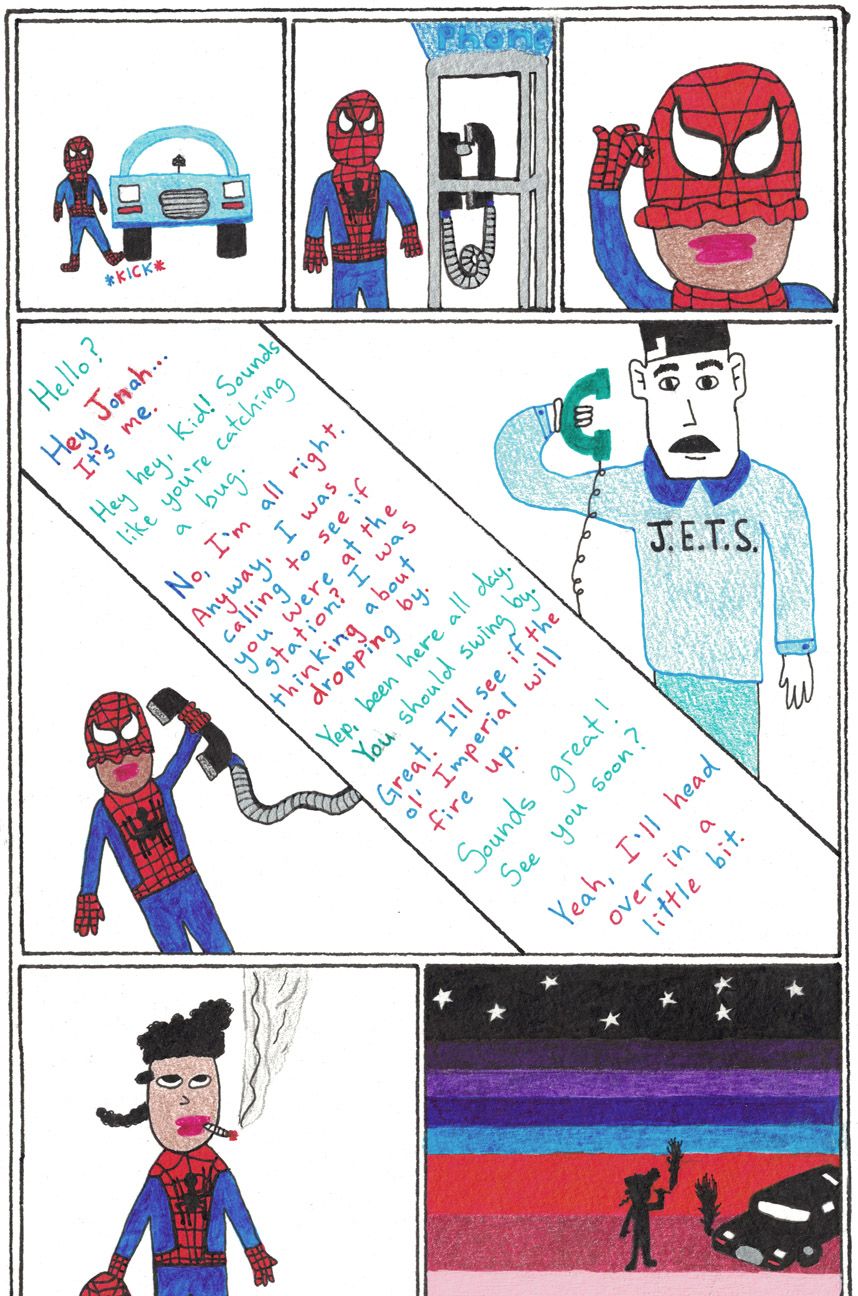 *KICK*
Phone
Hello?
Hey Jonah...
It's me.
Hey hey, kid! Sounds
like you're catching
a bug.
No, I'm all right.
Anyway, I was
calling to see if
you were at the
station? I was
thinking about
dropping by.
Yep, been here all day.
You should swing by.
Great. I'll see if the
ol' Imperial will
fire up.
Sounds great!
See you soon?
Yeah, I'll head
over in a
little bit.
J.E.T.S.